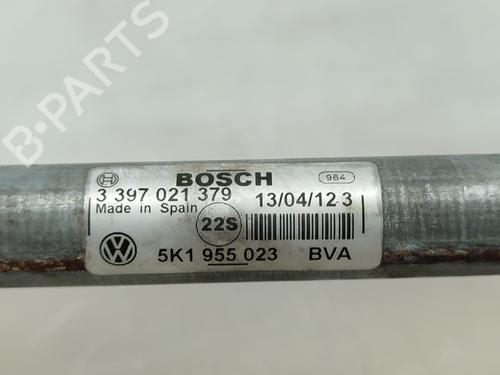 BOSCH
964
3 397 021 379
13/04/12 3
Made in Spain
22S
5K1 955 023
BVA
B-PARTS